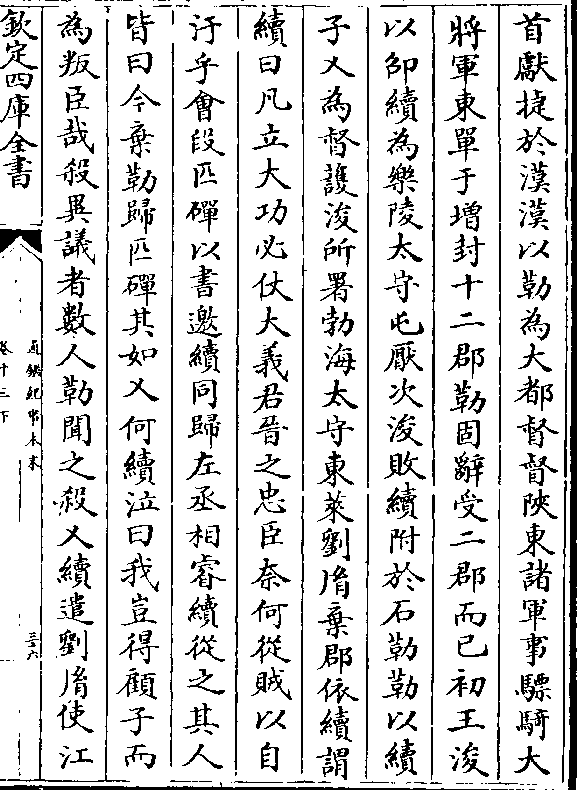 首獻捷於漢漢以勒為大都督督陜東諸軍事驃騎大
將軍東單于增封十二郡勒固辭受二郡而已初王浚
以邵續為樂陵太守屯厭次浚敗續附於石勒勒以續
子乂為督護浚所署勃海太守東萊劉𦙍棄郡依續謂
續曰凡立大功必仗大義君晉之忠臣奈何從賊以自
汙乎會段匹磾以書邀續同歸左丞相睿續從之其人
皆曰今棄勒歸匹磾其如乂何續泣曰我豈得顧子而
為叛臣哉殺異議者數人勒聞之殺乂續遣劉𦙍使江
欽定四庫全書
通鑑紀事本末
卷十三下
三六